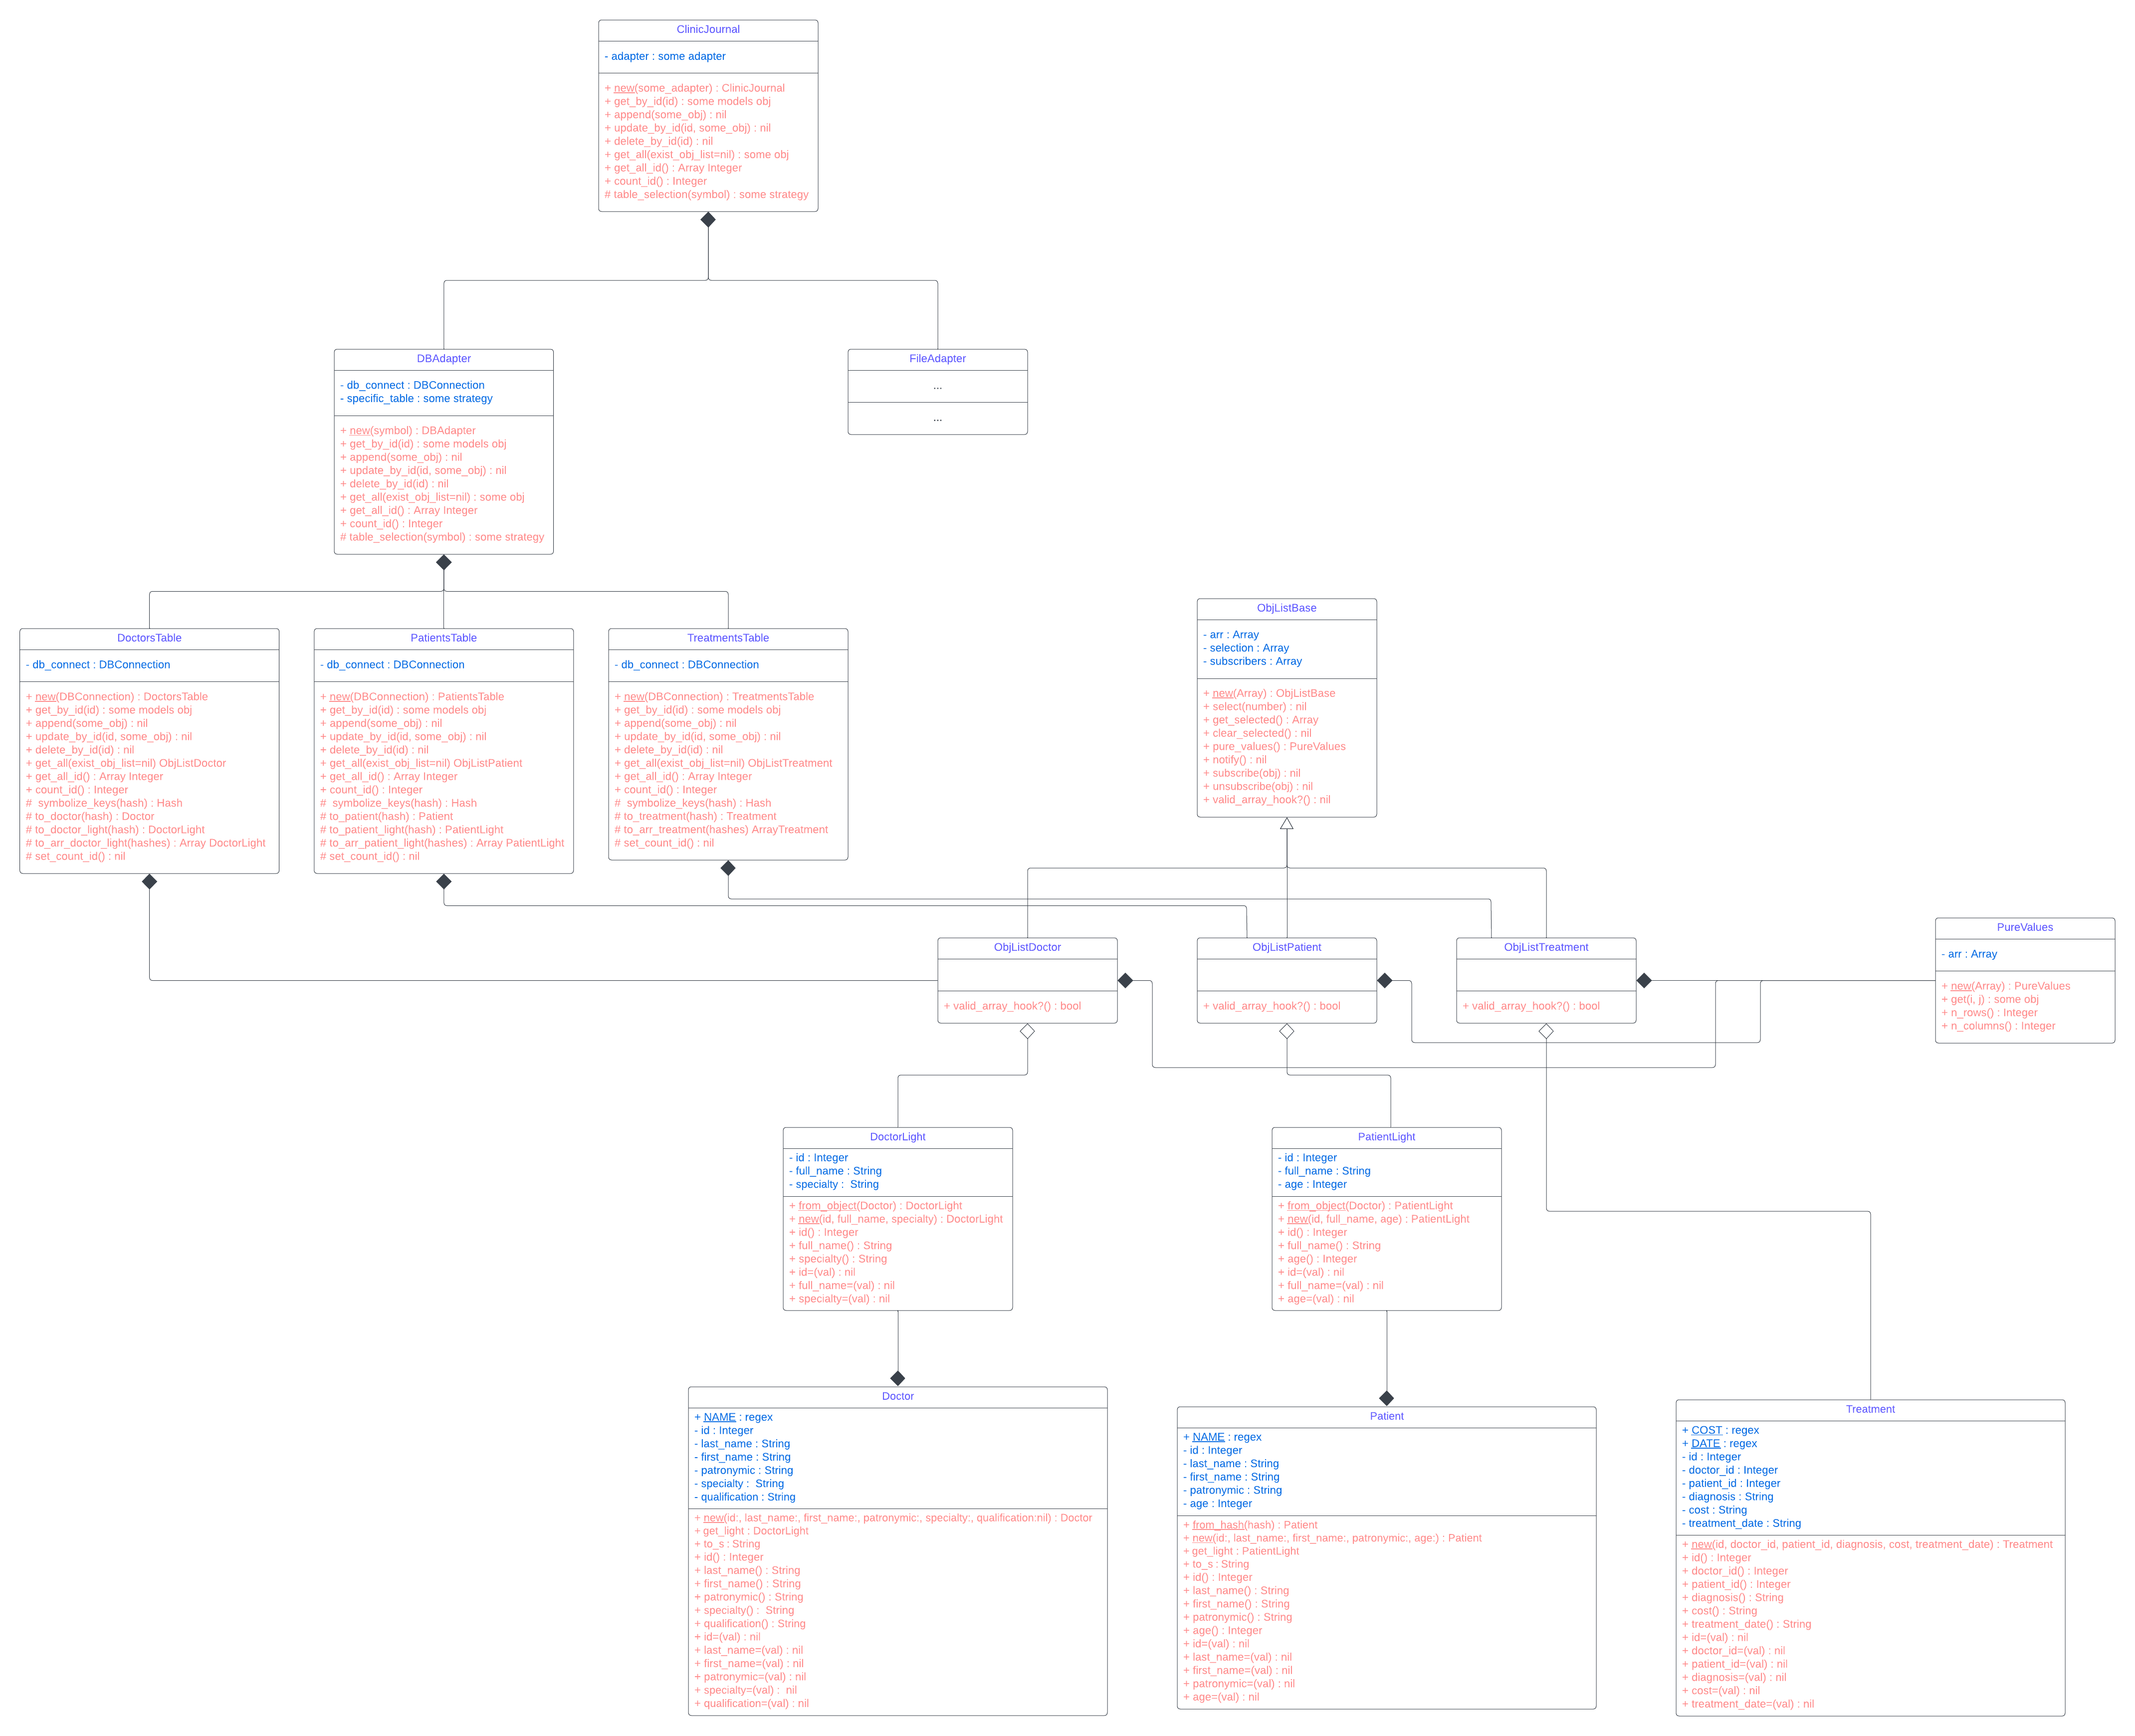 ClinicJournal
- adapter : some adapter
+ new(some_adapter) : ClinicJournal
+ get_by_id(id) : some models obj
+ append(some_obj) : nil
+ update_by_id(id, some_obj) : nil
+ delete_by_id(id) : nil
+ get_all(exist_obj_list=nil) : some obj
+ get_all_id() : Array Integer
+ count_id() : Integer
# table_selection(symbol) : some strategy
DBAdapter
- db_connect : DBConnection
- specific_table : some strategy
+ new(symbol) : DBAdapter
+ get_by_id(id) : some models obj
+ append(some_obj) : nil
+ update_by_id(id, some_obj) : nil
+ delete_by_id(id) : nil
+ get_all(exist_obj_list=nil) : some obj
+ get_all_id() : Array Integer
+ count_id() : Integer
# table_selection(symbol) : some strategy
FileAdapter
...
...
DoctorsTable
- db_connect : DBConnection
+ new(DBConnection) : DoctorsTable
+ get_by_id(id) : some models obj
+ append(some_obj) : nil
+ update_by_id(id, some_obj) : nil
+ delete_by_id(id) : nil
+ get_all(exist_obj_list=nil) ObjListDoctor
+ get_all_id() : Array Integer
+ count_id() : Integer
#  symbolize_keys(hash) : Hash
# to_doctor(hash) : Doctor
# to_doctor_light(hash) : DoctorLight
# to_arr_doctor_light(hashes) : Array DoctorLight
# set_count_id() : nil
PatientsTable
- db_connect : DBConnection
+ new(DBConnection) : PatientsTable
+ get_by_id(id) : some models obj
+ append(some_obj) : nil
+ update_by_id(id, some_obj) : nil
+ delete_by_id(id) : nil
+ get_all(exist_obj_list=nil) ObjListPatient
+ get_all_id() : Array Integer
+ count_id() : Integer
#  symbolize_keys(hash) : Hash
# to_patient(hash) : Patient
# to_patient_light(hash) : PatientLight
# to_arr_patient_light(hashes) : Array PatientLight
# set_count_id() : nil
TreatmentsTable
- db_connect : DBConnection
+ new(DBConnection) : TreatmentsTable
+ get_by_id(id) : some models obj
+ append(some_obj) : nil
+ update_by_id(id, some_obj) : nil
+ delete_by_id(id) : nil
+ get_all(exist_obj_list=nil) ObjListTreatment
+ get_all_id() : Array Integer
+ count_id() : Integer
#  symbolize_keys(hash) : Hash
# to_treatment(hash) : Treatment
# to_arr_treatment(hashes) ArrayTreatment
# set_count_id() : nil
ObjListBase
- arr : Array
- selection : Array
- subscribers : Array
+ new(Array) : ObjListBase
+ select(number) : nil
+ get_selected() : Array
+ clear_selected() : nil
+ pure_values() : PureValues
+ notify() : nil
+ subscribe(obj) : nil
+ unsubscribe(obj) : nil
+ valid_array_hook?() : nil
ObjListDoctor
+ valid_array_hook?() : bool
ObjListPatient
+ valid_array_hook?() : bool
ObjListTreatment
+ valid_array_hook?() : bool
PureValues
- arr : Array
+ new(Array) : PureValues
+ get(i, j) : some obj
+ n_rows() : Integer
+ n_columns() : Integer
DoctorLight
- id : Integer
- full_name : String
- specialty :  String
+ from_object(Doctor) : DoctorLight
+ new(id, full_name, specialty) : DoctorLight
+ id() : Integer
+ full_name() : String
+ specialty() : String
+ id=(val) : nil
+ full_name=(val) : nil
+ specialty=(val) : nil
PatientLight
- id : Integer
- full_name : String
- age : Integer
+ from_object(Doctor) : PatientLight
+ new(id, full_name, age) : PatientLight
+ id() : Integer
+ full_name() : String
+ age() : Integer
+ id=(val) : nil
+ full_name=(val) : nil
+ age=(val) : nil
Doctor
+ NAME : regex
- id : Integer
- last_name : String
- first_name : String
- patronymic : String
- specialty :  String
- qualification : String
+ new(id:, last_name:, first_name:, patronymic:, specialty:, qualification:nil) : Doctor
+ get_light : DoctorLight
+ to_s : String
+ id() : Integer
+ last_name() : String
+ first_name() : String
+ patronymic() : String
+ specialty() :  String
+ qualification() : String
+ id=(val) : nil
+ last_name=(val) : nil
+ first_name=(val) : nil
+ patronymic=(val) : nil
+ specialty=(val) :  nil
+ qualification=(val) : nil
Patient
+ NAME : regex
- id : Integer
- last_name : String
- first_name : String
- patronymic : String
- age : Integer
+ from_hash(hash) : Patient
+ new(id:, last_name:, first_name:, patronymic:, age:) : Patient
+ get_light : PatientLight
+ to_s : String
+ id() : Integer
+ last_name() : String
+ first_name() : String
+ patronymic() : String
+ age() : Integer
+ id=(val) : nil
+ last_name=(val) : nil
+ first_name=(val) : nil
+ patronymic=(val) : nil
+ age=(val) : nil
Treatment
+ COST : regex
+ DATE : regex
- id : Integer
- doctor_id : Integer
- patient_id : Integer
- diagnosis : String
- cost : String
- treatment_date : String
+ new(id, doctor_id, patient_id, diagnosis, cost, treatment_date) : Treatment
+ id() : Integer
+ doctor_id() : Integer
+ patient_id() : Integer
+ diagnosis() : String
+ cost() : String
+ treatment_date() : String
+ id=(val) : nil
+ doctor_id=(val) : nil
+ patient_id=(val) : nil
+ diagnosis=(val) : nil
+ cost=(val) : nil
+ treatment_date=(val) : nil